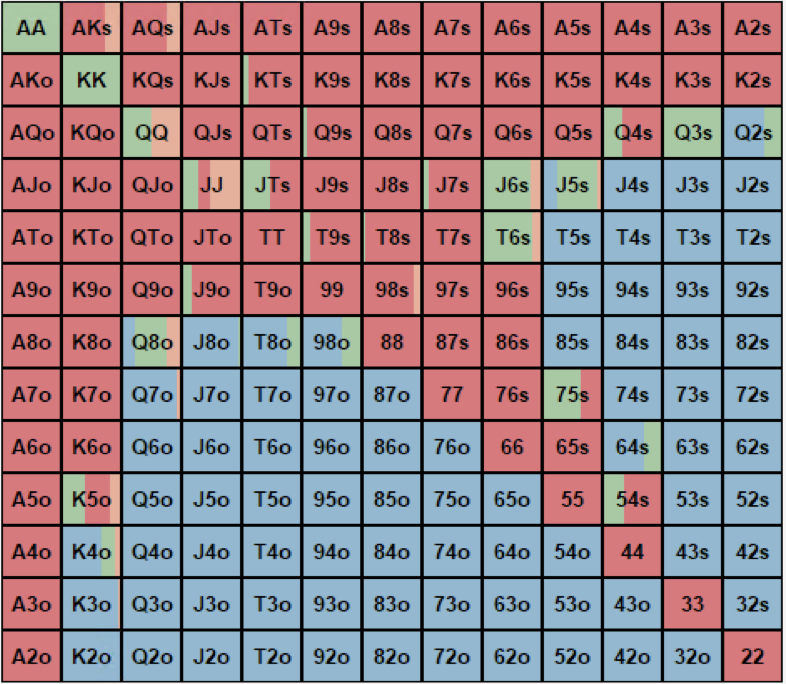 AA AKs AQs AJs ATs A9s A8s A7s A6s A5s A4s A3s A2s
AKo KK KQs KJs KTs K9s K8s K7s K6s K5s K4s K3s K2s
AQo KQo QQ QJs QTs Q9s Q8s Q7s Q6s Q5s Q4s Q3s Q2s
AJo KJo QJo JJ JTs J9s J8s J7s J6s J5s J4s J3s J2s
ATo KTo QTo JTo TT T9s T8s T7s T6s T5s T4s T3s T2s
A9o K9o Q9o J9o T9o 99 98s 97s 96s 95s 94s 93s 92s
A8o K8o Q8o J8o T8o 98o 88 87s 86s 85s 84s 83s 82s
A7o K7o Q7o J7o T7o 97o 87o 77 76s 75s 74s 73s 72s
A6o K6o Q6o J6o T6o 96o 86o 76o 66 65s 64s 63s 62s
A5o K5o Q5o J5o T5o 95o 85o 75o 65o 55 54s 53s 52s
A4o K4o Q4o J4o T4o 94o 84o 74o 64o 54o 44 43s 42s
A3o K3o Q3o J3o T3o 93o 83o 73o 63o 53o 43o 33 32s
A2o K2o Q2o J2o T2o 92o 82o 72o 62o 52o 42o 32o 22